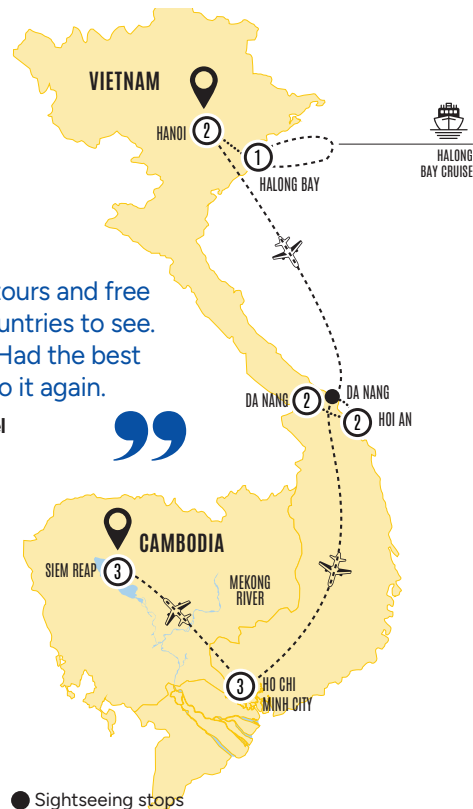 VIETNAM
HANOI
2
1
HALONG BAY
HALONG
BAY CRUISE
tours and free
untries to see.
Had the best
o it again.
el
”
DA NANG
2
DA NANG
2
HOI AN
CAMBODIA
SIEM REAP
3
MEKONG
RIVER
3
HO CHI
MINH CITY
Sightseeing stops